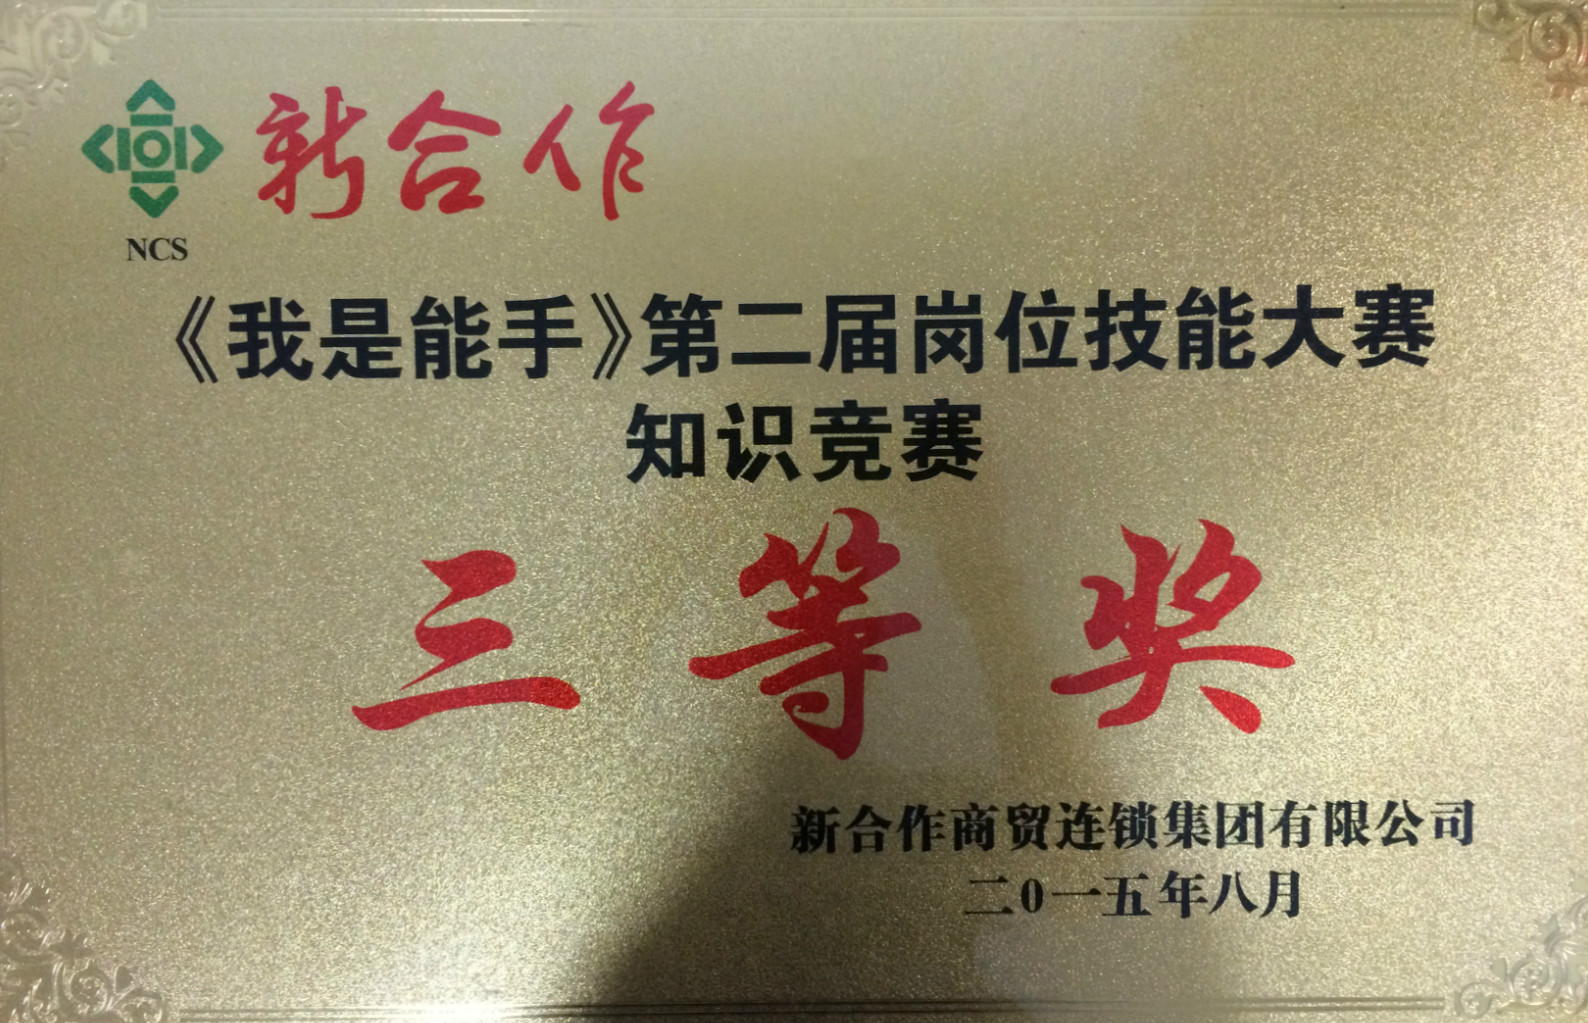 新合作
NCS
《我是能手》第二届岗位技能大赛
知识竞赛
三等奖
新合作商贸连锁集团有限公司
二0一五年八月